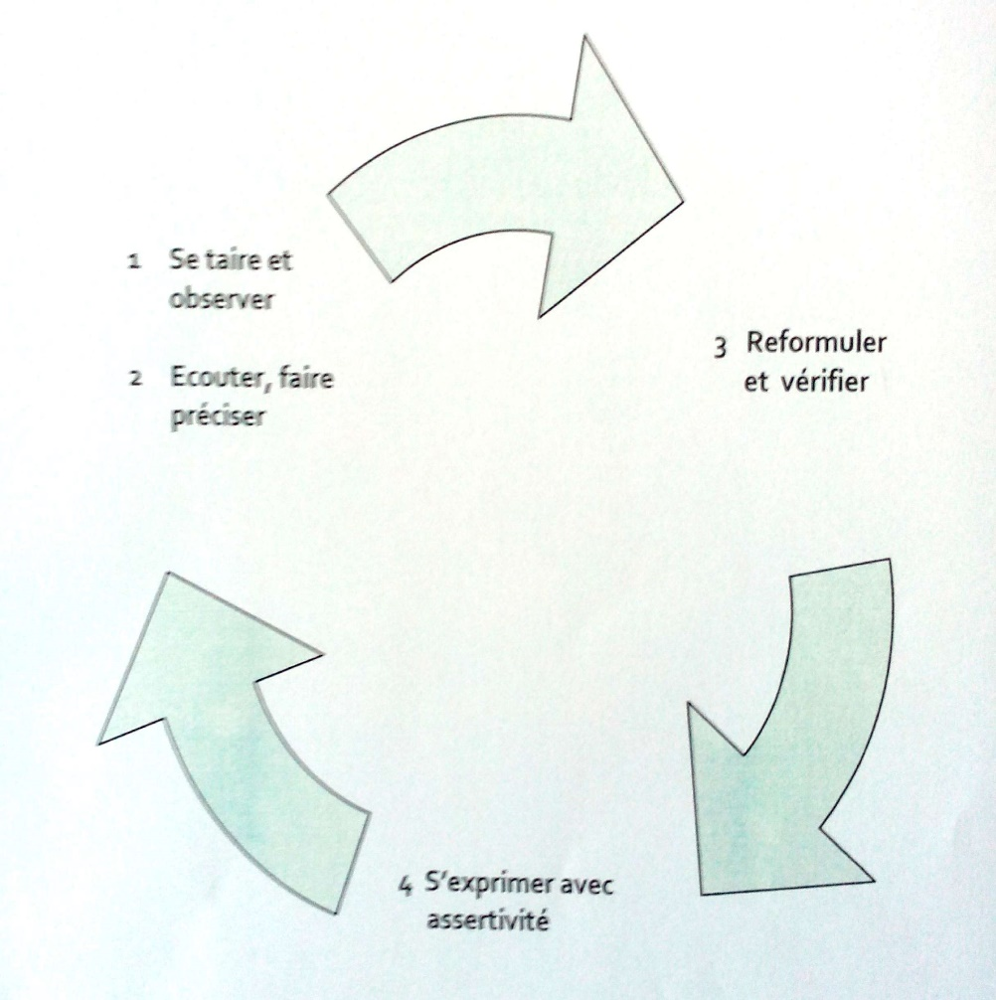 1 Se taire et
observer
2 Ecouter, faire
préciser
3 Reformuler
et vérifier
4 S'exprimer avec
assertivité